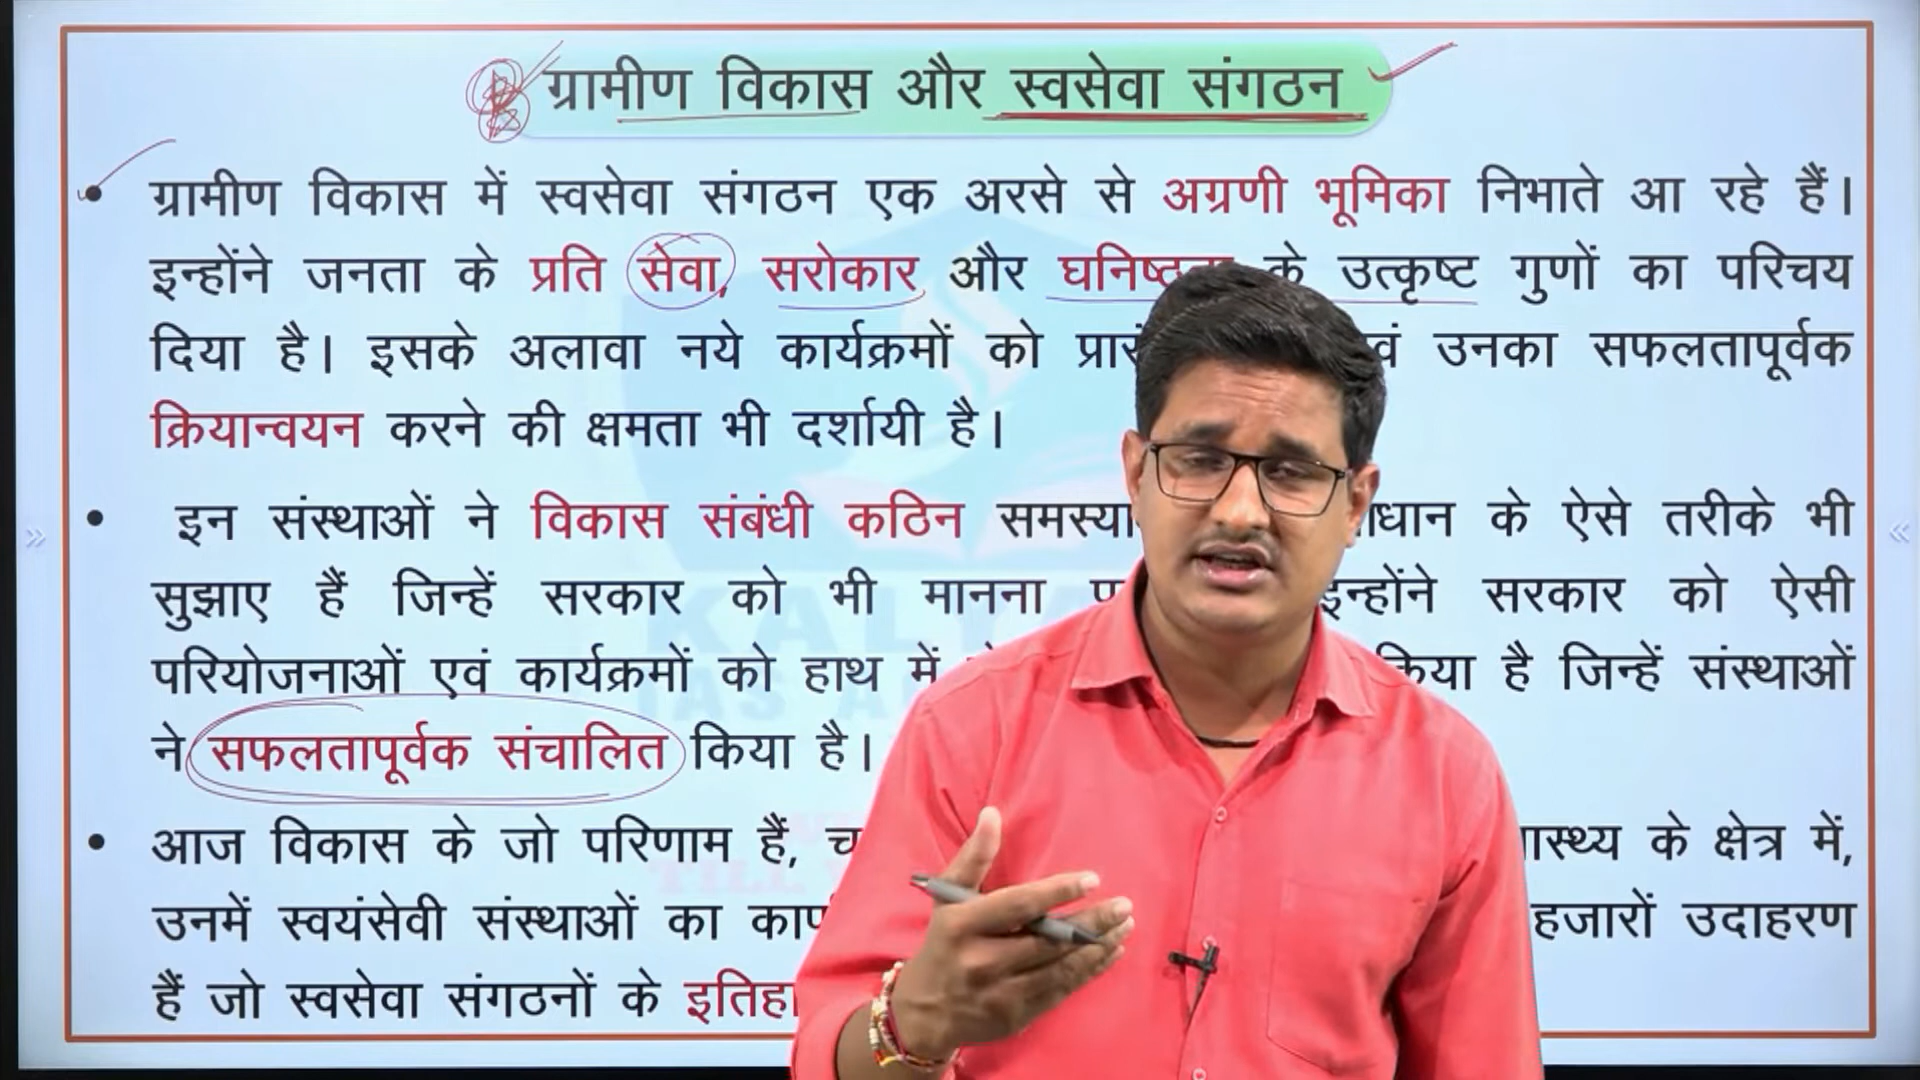 ग्रामीण विकास और स्वसेवा संगठन
ग्रामीण विकास में स्वसेवा संगठन एक अरसे से अग्रणी भूमिका निभाते आ रहे हैं।
इन्होंने जनता के प्रति सेवा, सरोकार और के उत्कृष्ट गुणों का परिचय
दिया है। इसके अलावा नये कार्यक्रमों को उनका सफलतापूर्वक
क्रियान्वयन करने की क्षमता भी दर्शायी है।
इन संस्थाओं ने विकास संबंधी कठिन के ऐसे तरीके भी
सुझाए हैं जिन्हें सरकार को भी मानना इन्होंने सरकार को ऐसी
परियोजनाओं एवं कार्यक्रमों को हाथ में किया है जिन्हें संस्थाओं
ने सफलतापूर्वक संचालित किया है।
आज विकास के जो परिणाम हैं, के क्षेत्र में,
उनमें स्वयंसेवी संस्थाओं का हजारों उदाहरण
हैं जो स्वसेवा संगठनों के